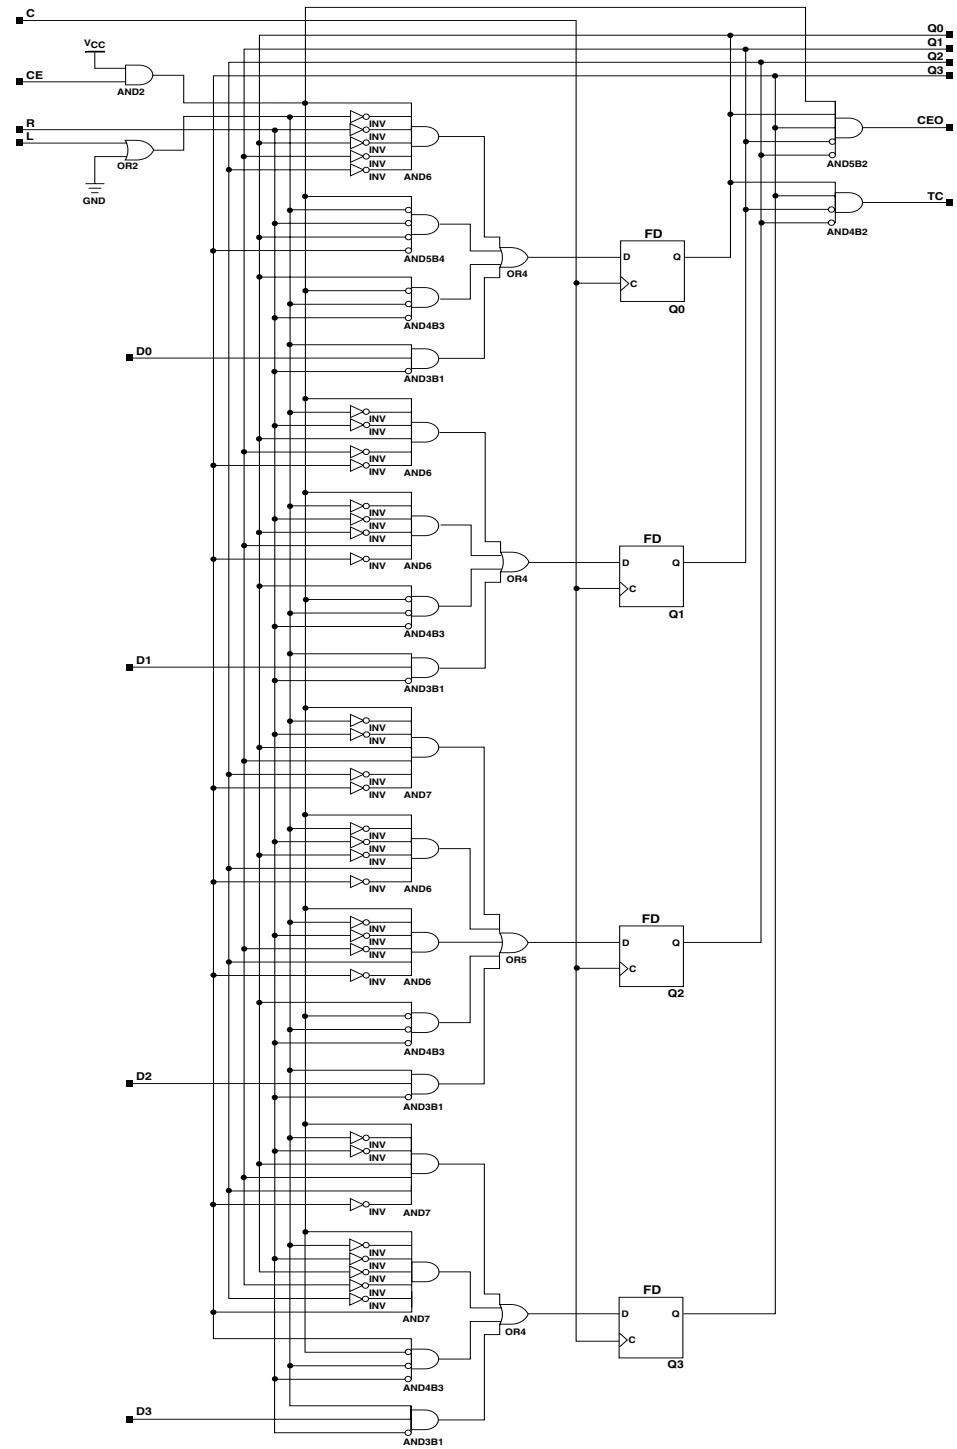 C
Q0
Q1
Q2
Q3
VCC
CE
AND2
R
L
OR2
GND
INV
INV
INV
INV
INV
AND6
CEO
AND5B2
TC
AND4B2
AND5B4
FD
D
Q
C
Q0
OR4
AND4B3
D0
AND3B1
INV
INV
INV
INV
AND6
INV
INV
INV
INV
AND6
FD
D
Q
C
Q1
OR4
AND4B3
D1
AND3B1
INV
INV
INV
INV
AND7
INV
INV
INV
INV
AND6
INV
INV
INV
INV
AND6
FD
D
Q
C
Q2
OR5
AND4B3
D2
AND3B1
INV
INV
INV
AND7
INV
INV
INV
INV
INV
AND7
FD
D
Q
C
Q3
OR4
AND4B3
D3
AND3B1